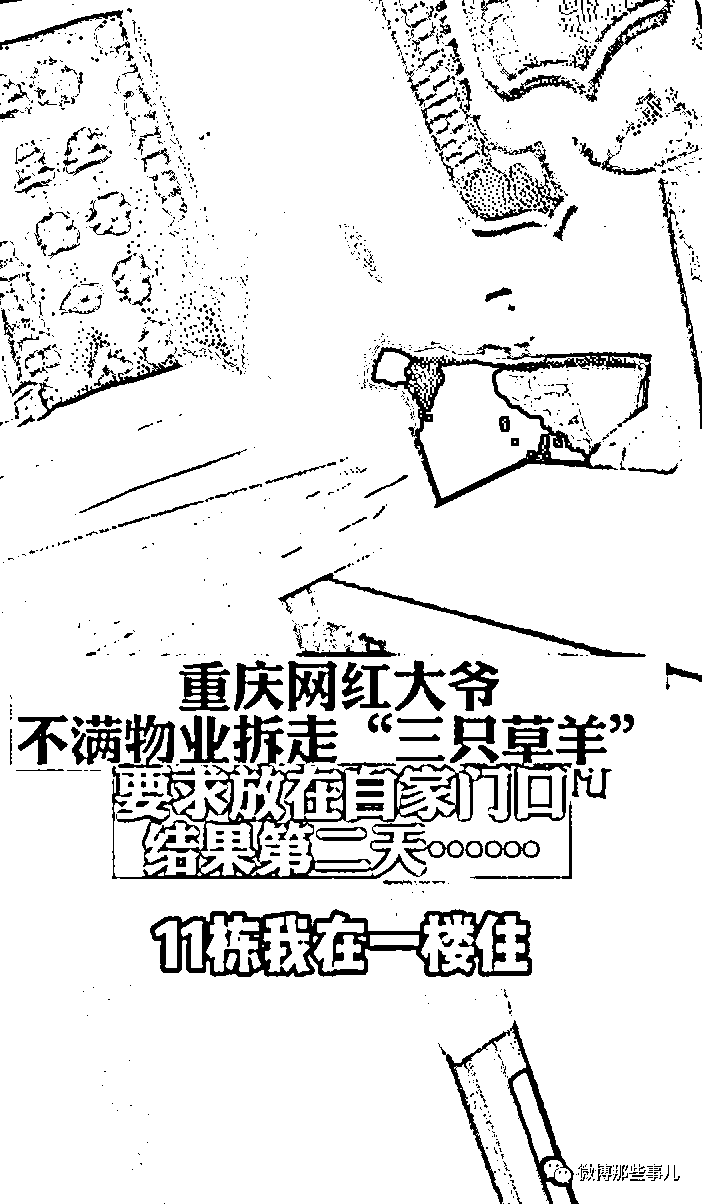 重庆网红大爷
不满物业拆走“三只草羊”
要求放在自家门口
结果第二天……
11栋我在一楼住
微博那些事儿